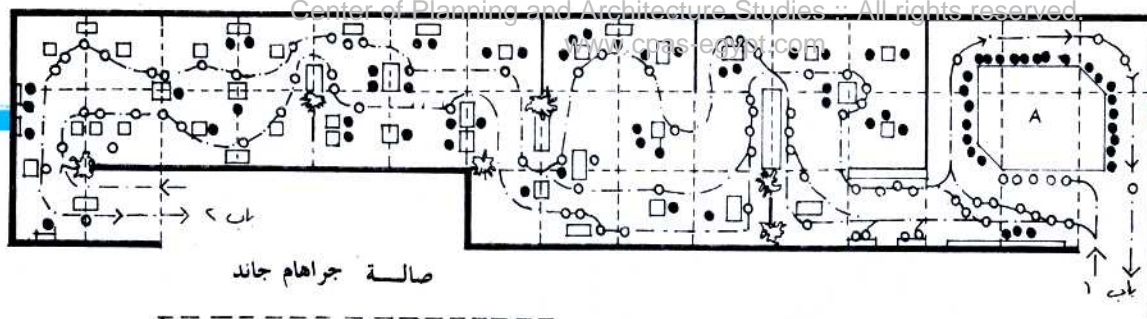 Center of Planning and Architecture Studies :: All rights reserved
www.cpas-egypt.com
A
باب ٢
صالة جراهام جاند
باب ١